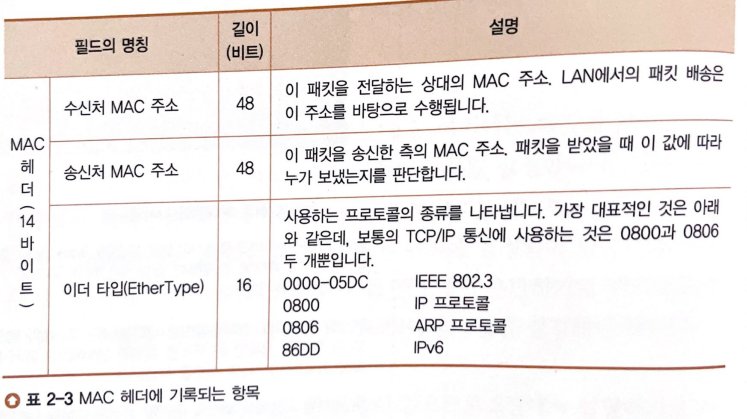 필드의 명칭
길이
(비트)
설명
MAC
헤
더
(
14
바
이
트
)
수신처 MAC 주소
48
이 패킷을 전달하는 상대의 MAC 주소. LAN에서의 패킷 배송은
이 주소를 바탕으로 수행됩니다.
송신처 MAC 주소
48
이 패킷을 송신한 측의 MAC 주소. 패킷을 받았을 때 이 값에 따라
누가 보냈는지를 판단합니다.
이더 타입(EtherType)
16
사용하는 프로토콜의 종류를 나타냅니다. 가장 대표적인 것은 아래
와 같은데, 보통의 TCP/IP 통신에 사용하는 것은 0800과 0806
두 개뿐입니다.
0000-05DC IEEE 802.3
0800 IP 프로토콜
0806 ARP 프로토콜
86DD IPv6
표 2-3 MAC 헤더에 기록되는 항목